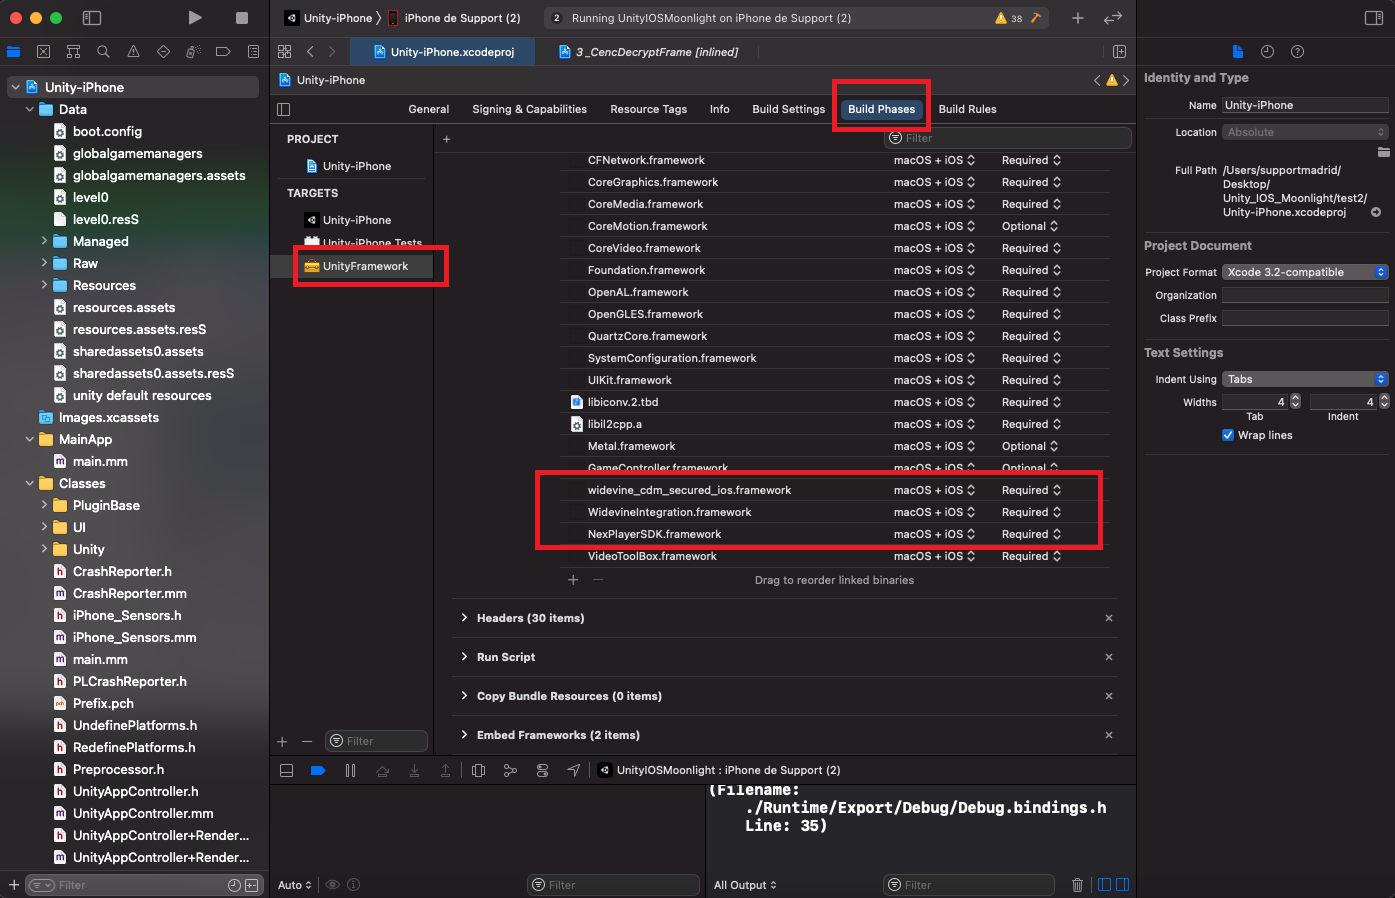 Unity-iPhone
iPhone de Support (2)
2 Running UnityIOSMoonlight on iPhone de Support (2)
38
Unity-iPhone.xcodeproj
3_CencDecryptFrame [inlined]
Unity-iPhone
General
Signing & Capabilities
Resource Tags
Info
Build Settings
Build Phases
Build Rules
Filter
Unity-iPhone
Data
boot.config
globalgamemanagers
globalgamemanagers.assets
level0
level0.resS
Managed
Raw
Resources
resources.assets
resources.assets.resS
sharedassets0.assets
sharedassets0.assets.resS
unity default resources
Images.xcassets
MainApp
main.mm
Classes
PluginBase
UI
Unity
CrashReporter.h
CrashReporter.mm
iPhone_Sensors.h
iPhone_Sensors.mm
main.mm
PLCrashReporter.h
Prefix.pch
UndefinePlatforms.h
RedefinePlatforms.h
Preprocessor.h
UnityAppController.h
UnityAppController.mm
UnityAppController+Render...
UnityAppController+Render...
Filter
PROJECT
Unity-iPhone
TARGETS
Unity-iPhone
Unity-iPhone Tests
UnityFramework
Filter
CFNetwork.framework macOS + iOS Required
CoreGraphics.framework macOS + iOS Required
CoreMedia.framework macOS + iOS Required
CoreMotion.framework macOS + iOS Optional
CoreVideo.framework macOS + iOS Required
Foundation.framework macOS + iOS Required
OpenAL.framework macOS + iOS Required
OpenGLES.framework macOS + iOS Required
QuartzCore.framework macOS + iOS Required
SystemConfiguration.framework macOS + iOS Required
UIKit.framework macOS + iOS Required
libiconv.2.tbd macOS + iOS Required
libil2cpp.a macOS + iOS Required
Metal.framework macOS + iOS Optional
GameController.framework macOS + iOS Optional
widevine_cdm_secured_ios.framework macOS + iOS Required
WidevineIntegration.framework macOS + iOS Required
NexPlayerSDK.framework macOS + iOS Required
VideoToolBox.framework macOS + iOS Required
Drag to reorder linked binaries
Headers (30 items)
Run Script
Copy Bundle Resources (0 items)
Embed Frameworks (2 items)
UnityIOSMoonlight : iPhone de Support (2)
(Filename:
./Runtime/Export/Debug/Debug.bindings.h
Line: 35)
Auto
Filter
All Output
Filter
Identity and Type
Name Unity-iPhone
Location Absolute
Full Path /Users/supportmadrid/
Desktop/
Unity_IOS_Moonlight/test2/
Unity-iPhone.xcodeproj
Project Document
Project Format Xcode 3.2-compatible
Organization
Class Prefix
Text Settings
Indent Using Tabs
Widths 4 4
Tab Indent
Wrap lines